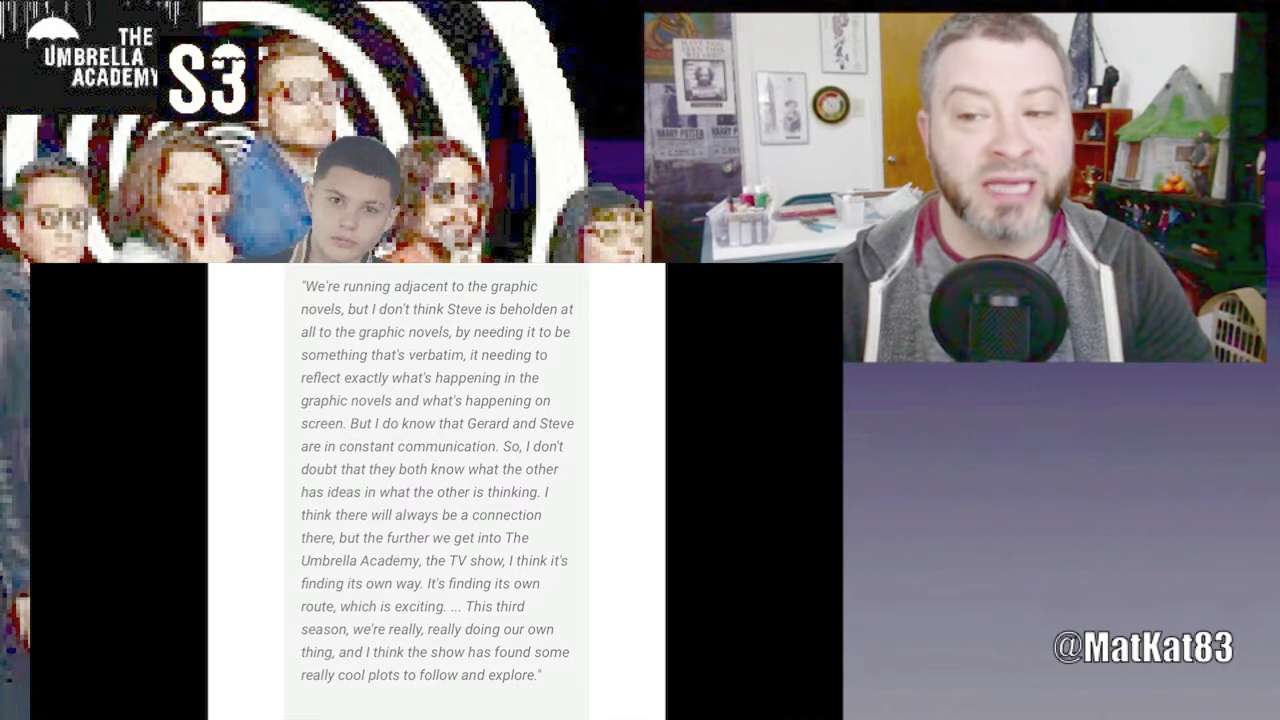 THE
UMBRELLA
ACADEMY
S3
HARRY POTTER
"We're running adjacent to the graphic
novels, but I don't think Steve is beholden at
all to the graphic novels, by needing it to be
something that's verbatim, it needing to
reflect exactly what's happening in the
graphic novels and what's happening on
screen. But I do know that Gerard and Steve
are in constant communication. So, I don't
doubt that they both know what the other
has ideas in what the other is thinking. I
think there will always be a connection
there, but the further we get into The
Umbrella Academy, the TV show, I think it's
finding its own way. It's finding its own
route, which is exciting. ... This third
season, we're really, really doing our own
thing, and I think the show has found some
really cool plots to follow and explore."
@MatKat83